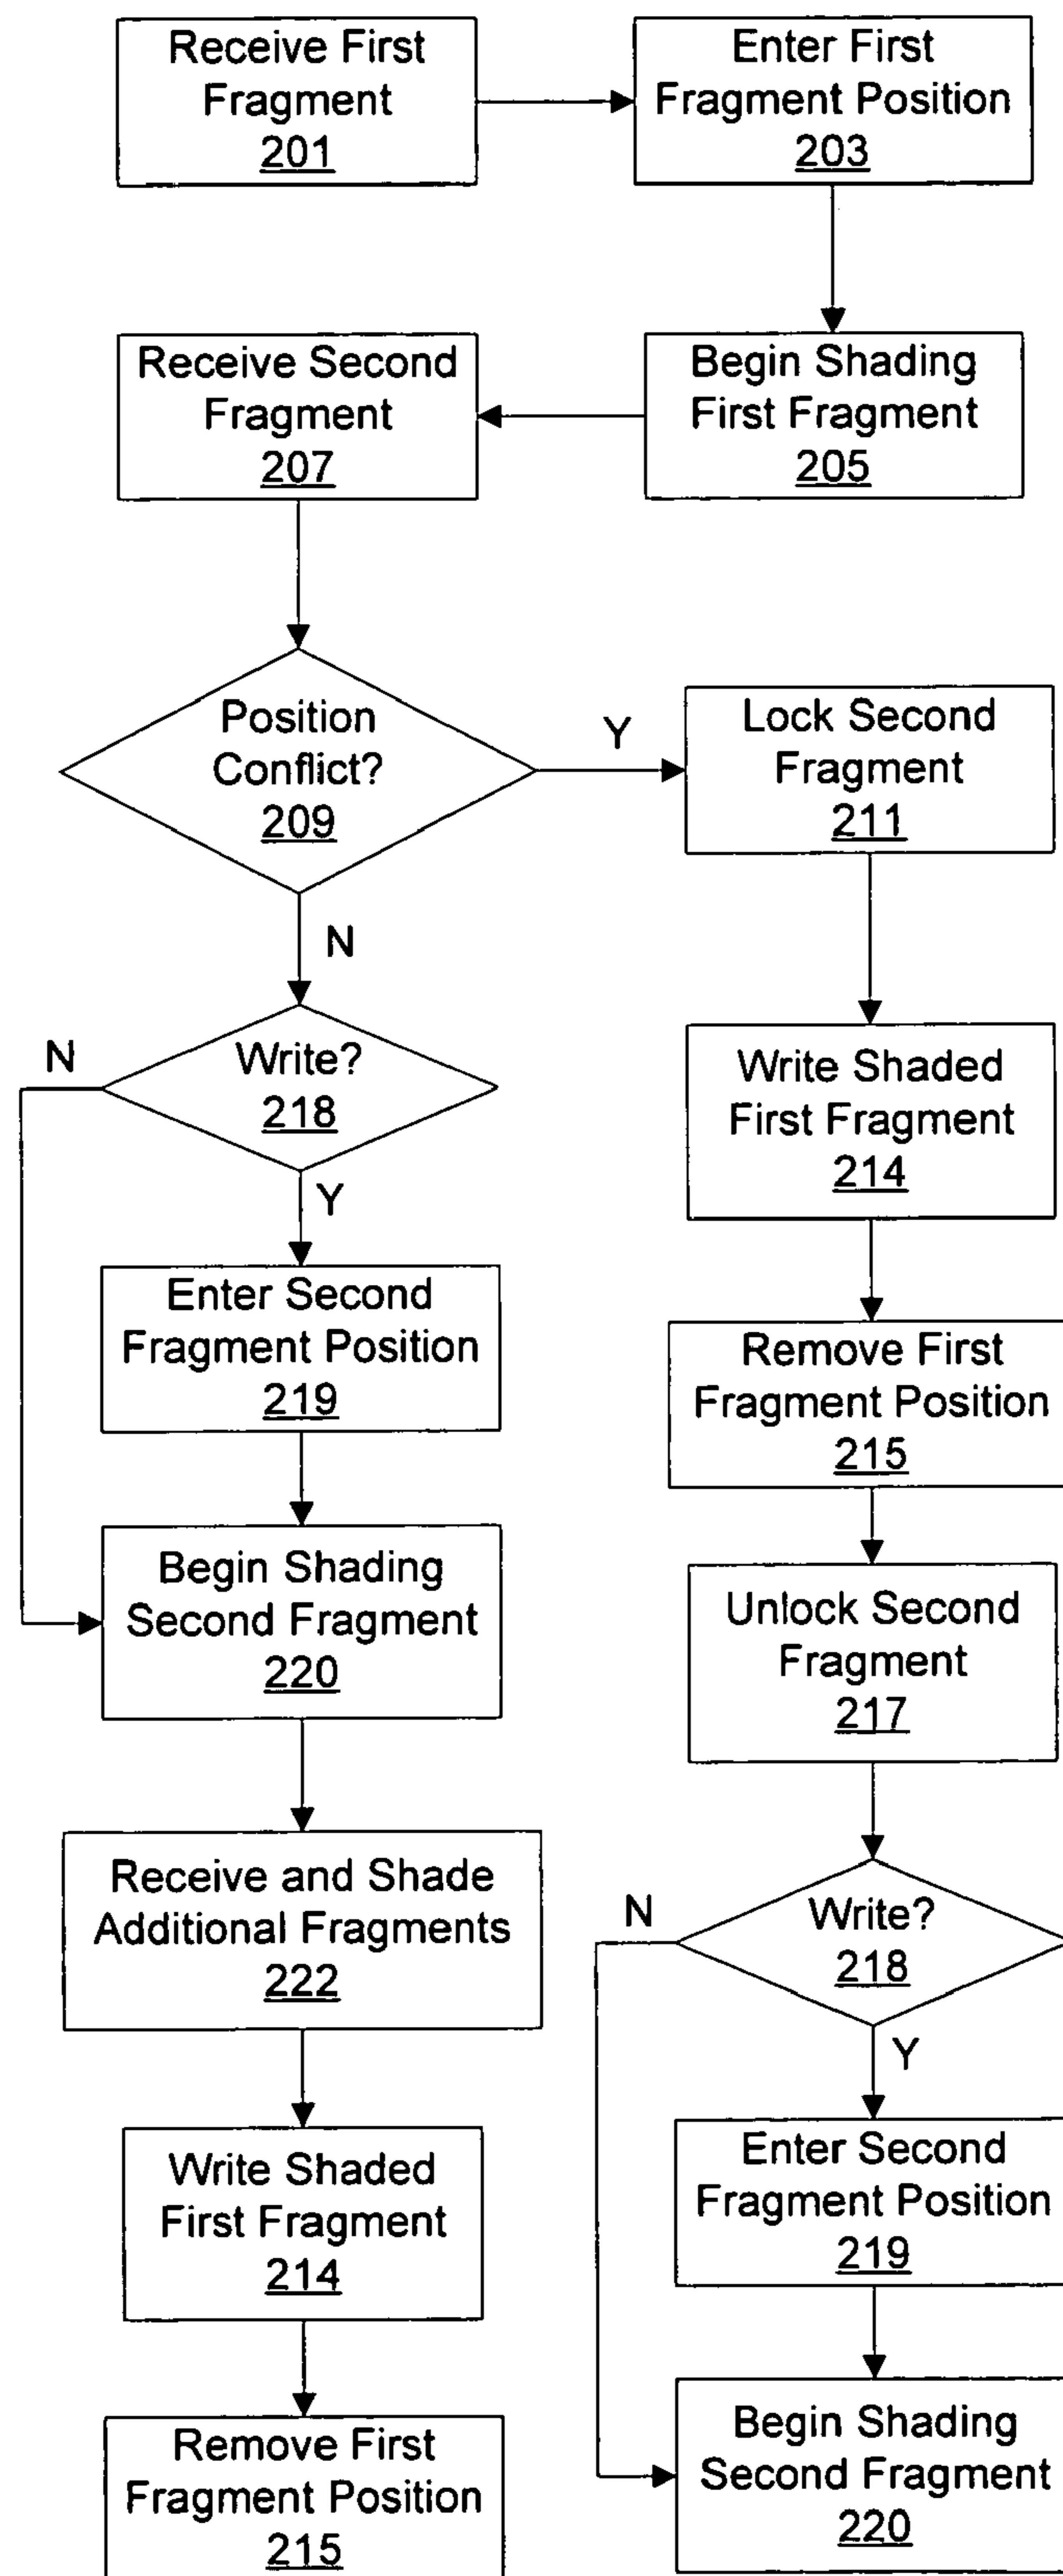 Receive First
Fragment
201
Enter First
Fragment Position
203
Receive Second
Fragment
207
Begin Shading
First Fragment
205
Position
Conflict?
209
Y
Lock Second
Fragment
211
N
N
Write?
218
Y
Write Shaded
First Fragment
214
Enter Second
Fragment Position
219
Remove First
Fragment Position
215
Begin Shading
Second Fragment
220
Unlock Second
Fragment
217
Receive and Shade
Additional Fragments
222
N
Write?
218
Y
Write Shaded
First Fragment
214
Enter Second
Fragment Position
219
Remove First
Fragment Position
215
Begin Shading
Second Fragment
220